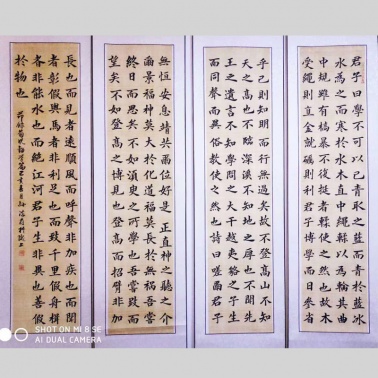 君子曰學不可以已青取之藍而青於藍冰
水為之而寒於水木直中繩輮以為輪其曲
中規雖有槁暴不復挺者輮使之然也故木
受繩則直金就礪則利君子博學而日參省
乎己則知明而行無過矣故不登高山不知
天之高也不臨深溪不知地之厚也不聞先
王之遺言不知學問之大干越夷貉之子生
而同聲而異俗教使之然也詩曰嗟爾君子
無恒安息靖共爾位好是正直神之聽之介
爾景福神莫大於化道福莫長於無禍吾嘗
終日而思矣不如須臾之所學也吾嘗跂而
望矣不如登高之博見也登高而招臂非加
長也而見者遠順風而呼聲非加疾也而聞
者彰假輿馬者非利足也而致千里假舟楫
者非能水也而絕江河君子生非異也善假
於物也
SHOT ON MI 8 SE
AI DUAL CAMERA